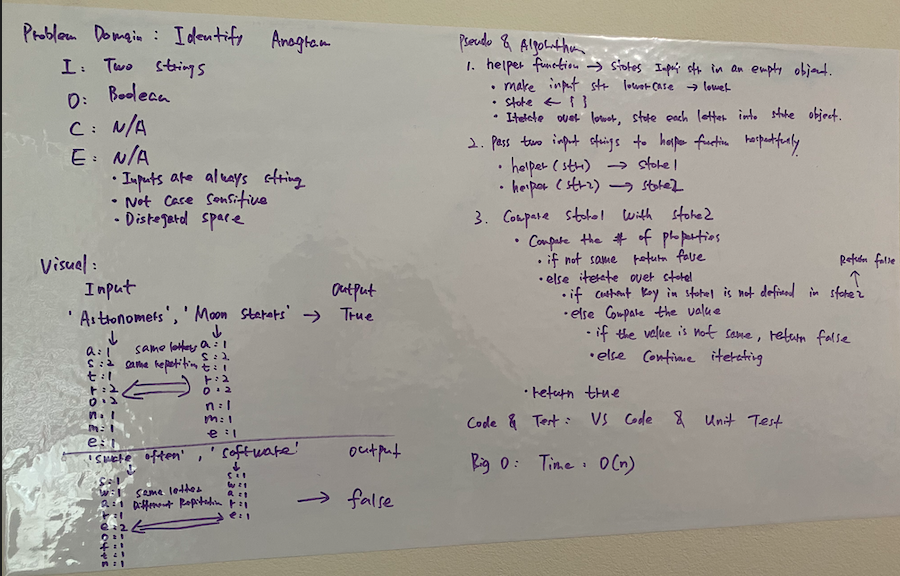 Problem Domain : Identify Anagram
I : Two strings
O : Boolean
C : N/A
E : N/A
• Inputs are always string
• Not case sensitive
• Disregard space
Visual :
Input Output
'Astronomers', 'Moon starers' → True
a : 1
s : 2
t : 1
r : 2
o : 2
n : 1
m : 1
e : 1
same letter
same repetition
a : 1
s : 2
t : 1
r : 2
o : 2
n : 1
m : 1
e : 1
often', 'software' output
s : 1
w : 1
a : 1
r : 1
e : 2
o : 1
f : 1
t : 1
n : 1
same letter
Different
s : 1
w : 1
a : 1
r : 1
e : 1
→ false
Pseudo & Algorithm
1. helper function → stores Input str in an empty object.
• make input str lowercase → lower
• store ← { }
• Iterate over lower, store each letter into store object.
2. Pass two input strings to helper function
• helper (str1) → store1
• helper (str2) → store2
3. Compare store1 with store2
• Compare the # of properties
• if not same return false
• else iterate over store1
• if current key in store1 is not defined in store2 → Return false
• else Compare the value
• if the value is not same, return false
• else continue iterating
• return true
Code & Test : VS Code & Unit Test
Big O : Time : O(n)